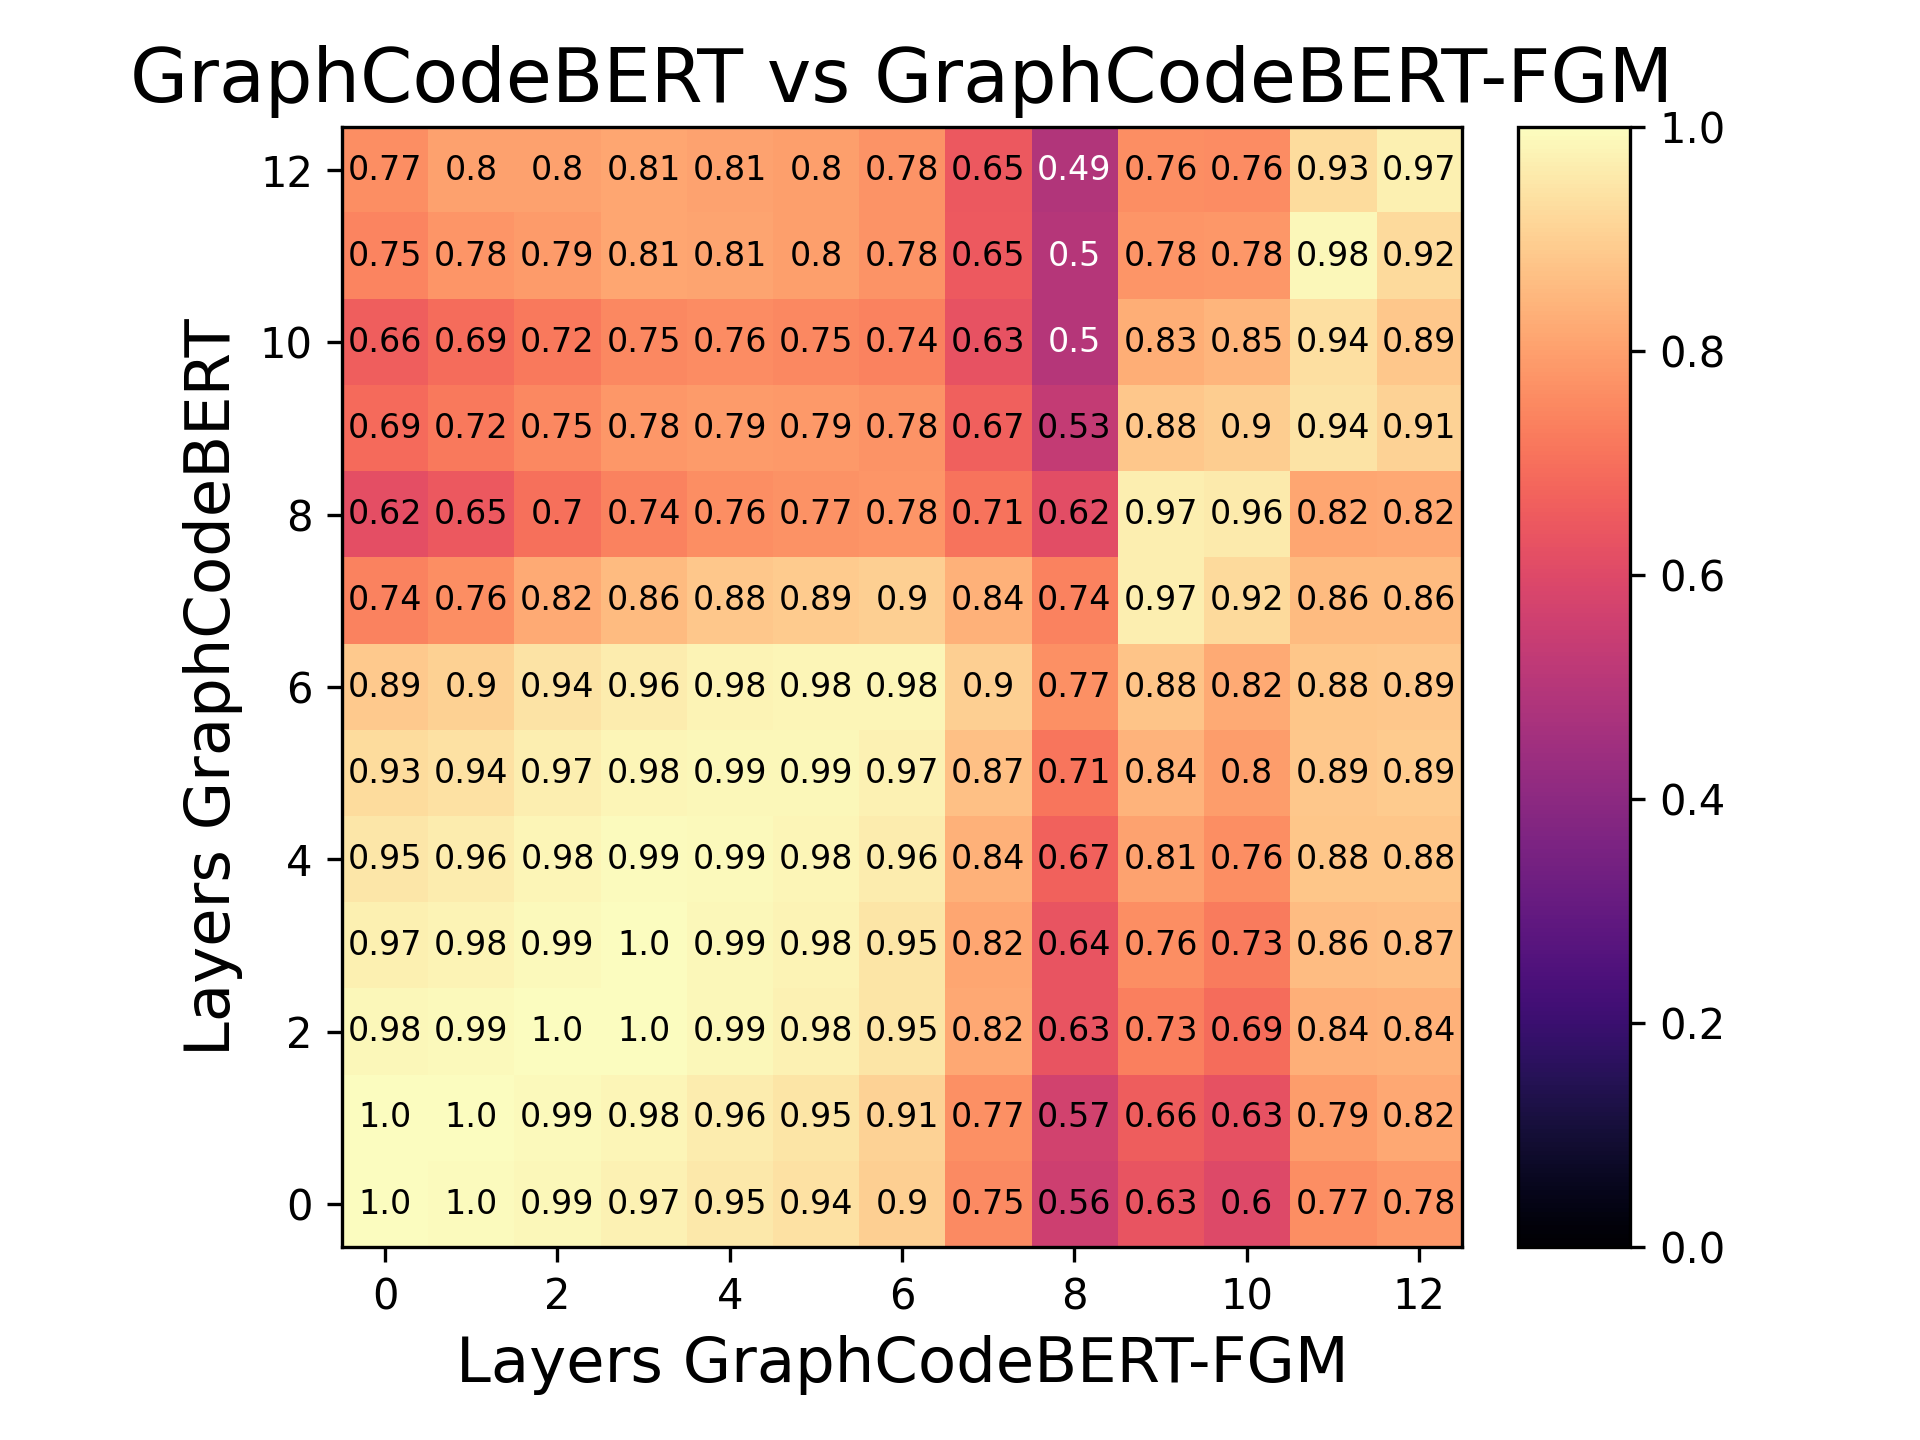 GraphCodeBERT vs GraphCodeBERT-FGM
Layers GraphCodeBERT
12 0.77 0.8 0.8 0.81 0.81 0.8 0.78 0.65 0.49 0.76 0.76 0.93 0.97
0.75 0.78 0.79 0.81 0.81 0.8 0.78 0.65 0.5 0.78 0.78 0.98 0.92
10 0.66 0.69 0.72 0.75 0.76 0.75 0.74 0.63 0.5 0.83 0.85 0.94 0.89
0.69 0.72 0.75 0.78 0.79 0.79 0.78 0.67 0.53 0.88 0.9 0.94 0.91
8 0.62 0.65 0.7 0.74 0.76 0.77 0.78 0.71 0.62 0.97 0.96 0.82 0.82
0.74 0.76 0.82 0.86 0.88 0.89 0.9 0.84 0.74 0.97 0.92 0.86 0.86
6 0.89 0.9 0.94 0.96 0.98 0.98 0.98 0.9 0.77 0.88 0.82 0.88 0.89
0.93 0.94 0.97 0.98 0.99 0.99 0.97 0.87 0.71 0.84 0.8 0.89 0.89
4 0.95 0.96 0.98 0.99 0.99 0.98 0.96 0.84 0.67 0.81 0.76 0.88 0.88
0.97 0.98 0.99 1.0 0.99 0.98 0.95 0.82 0.64 0.76 0.73 0.86 0.87
2 0.98 0.99 1.0 1.0 0.99 0.98 0.95 0.82 0.63 0.73 0.69 0.84 0.84
1.0 1.0 0.99 0.98 0.96 0.95 0.91 0.77 0.57 0.66 0.63 0.79 0.82
0 1.0 1.0 0.99 0.97 0.95 0.94 0.9 0.75 0.56 0.63 0.6 0.77 0.78
0 2 4 6 8 10 12
Layers GraphCodeBERT-FGM
1.0
0.8
0.6
0.4
0.2
0.0